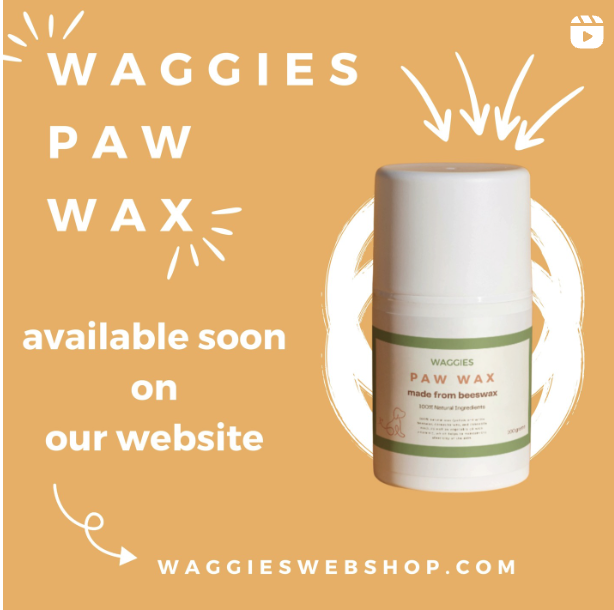 WAGGIES
PAW
WAX
available soon
on
our website
WAGGIES
PAW WAX
made from beeswax
100% Natural Ingredients
WAGGIESWEBSHOP.COM